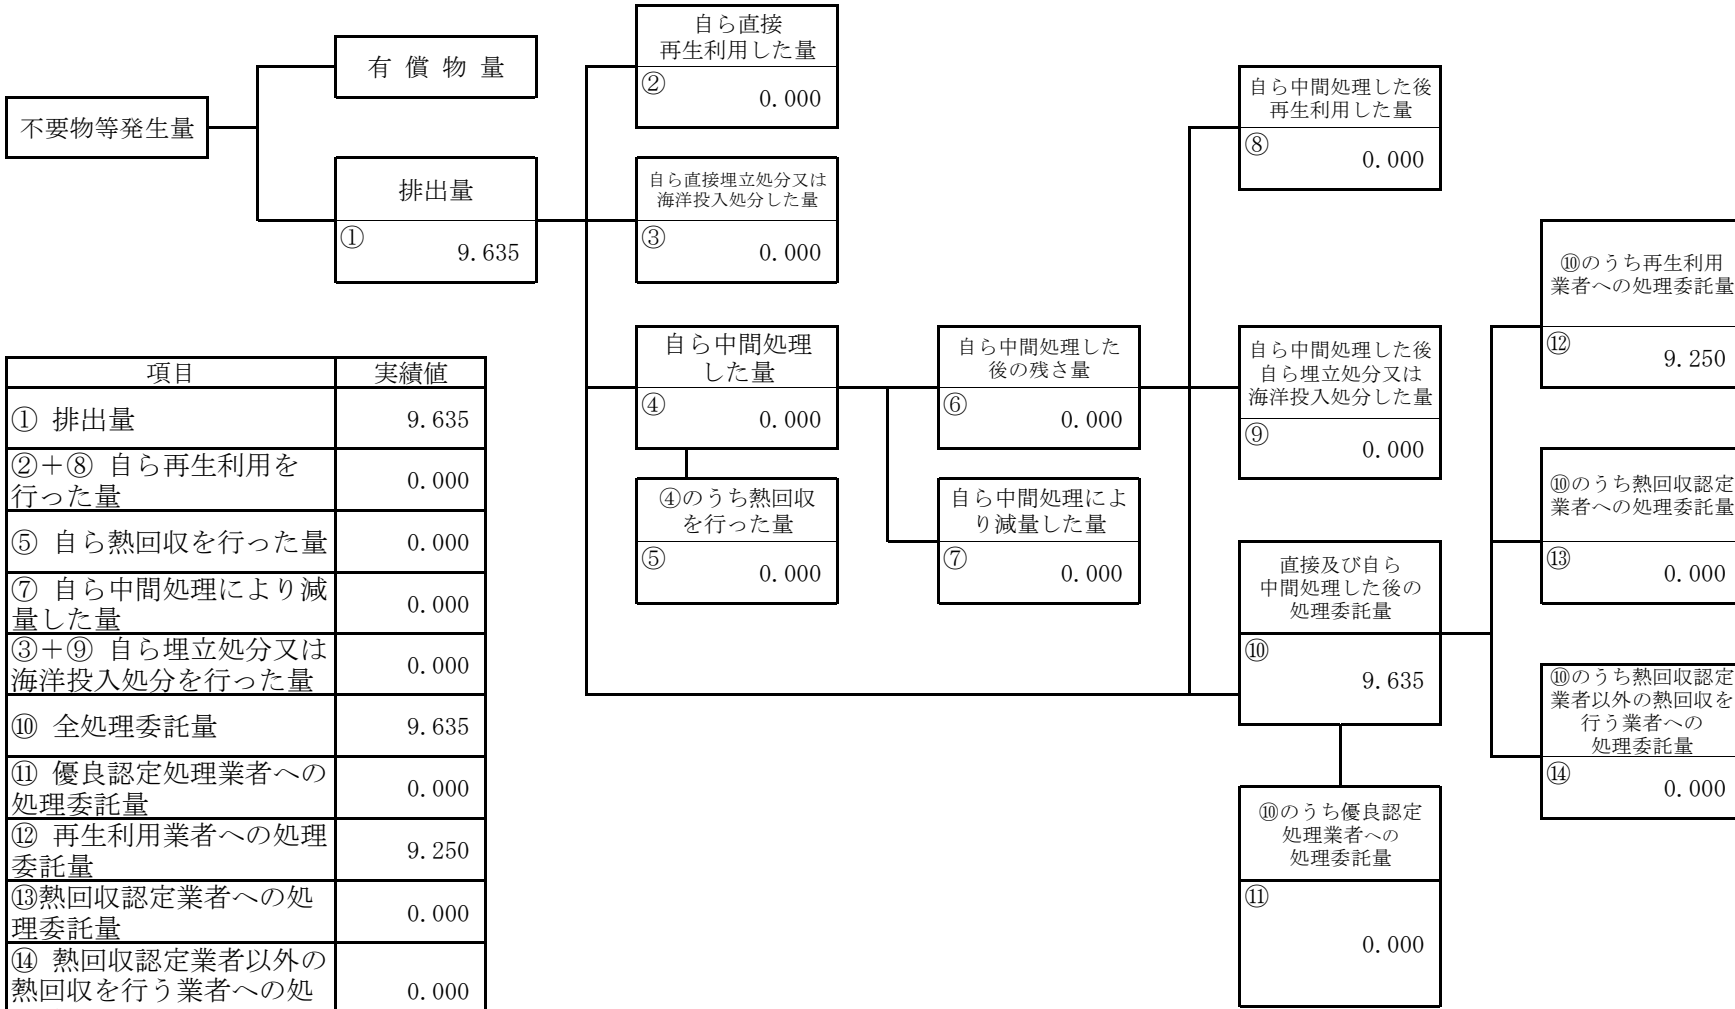 不要物等発生量
有 償 物 量
排出量
①
9.635
自ら直接
再生利用した量
②
0.000
自ら直接埋立処分又は
海洋投入処分した量
③
0.000
自ら中間処理
した量
④
0.000
④のうち熱回収
を行った量
⑤
0.000
自ら中間処理した
後の残さ量
⑥
0.000
自ら中間処理によ
り減量した量
⑦
0.000
自ら中間処理した後
再生利用した量
⑧
0.000
自ら中間処理した後
自ら埋立処分又は
海洋投入処分した量
⑨
0.000
直接及び自ら
中間処理した後の
処理委託量
⑩
9.635
⑩のうち優良認定
処理業者への
処理委託量
⑪
0.000
⑩のうち再生利用
業者への処理委託量
⑫
9.250
⑩のうち熱回収認定
業者への処理委託量
⑬
0.000
⑩のうち熱回収認定
業者以外の熱回収を
行う業者への
処理委託量
⑭
0.000
項目 実績値
① 排出量 9.635
②＋⑧ 自ら再生利用を
行った量 0.000
⑤ 自ら熱回収を行った量 0.000
⑦ 自ら中間処理により減
量した量 0.000
③＋⑨ 自ら埋立処分又は
海洋投入処分を行った量 0.000
⑩ 全処理委託量 9.635
⑪ 優良認定処理業者への
処理委託量 0.000
⑫ 再生利用業者への処理
委託量 9.250
⑬熱回収認定業者への処
理委託量 0.000
⑭ 熱回収認定業者以外の
熱回収を行う業者への処 0.000